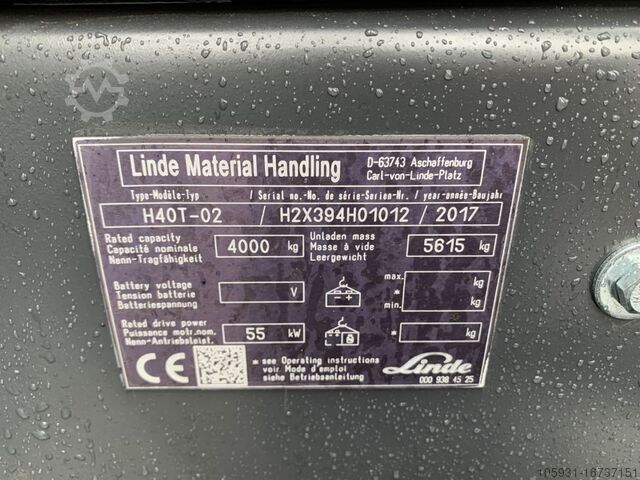 Linde Material Handling
D-63743 Aschaffenburg
Carl-von-Linde-Platz
Type-Modèle-Typ / Serial no.-No. de série-Serien-Nr. / year-année-Baujahr
H40T-02 / H2X394H01012 / 2017
Rated capacity
Capacité nominale
Nenn-Tragfähigkeit
4000 kg
Unladen mass
Masse à vide
Leergewicht
5615 kg
Battery voltage
Tension batterie
Batteriespannung
V
- +
max.
*
min.
kg
kg
Rated drive power
Puissance motr.nom.
Nenn-Antriebsleist.
55 kW
* kg
CE
* see Operating instructions
voir Mode d'emploi
siehe Betriebsanleitung
Linde
000 938 45 25
105931-16737151